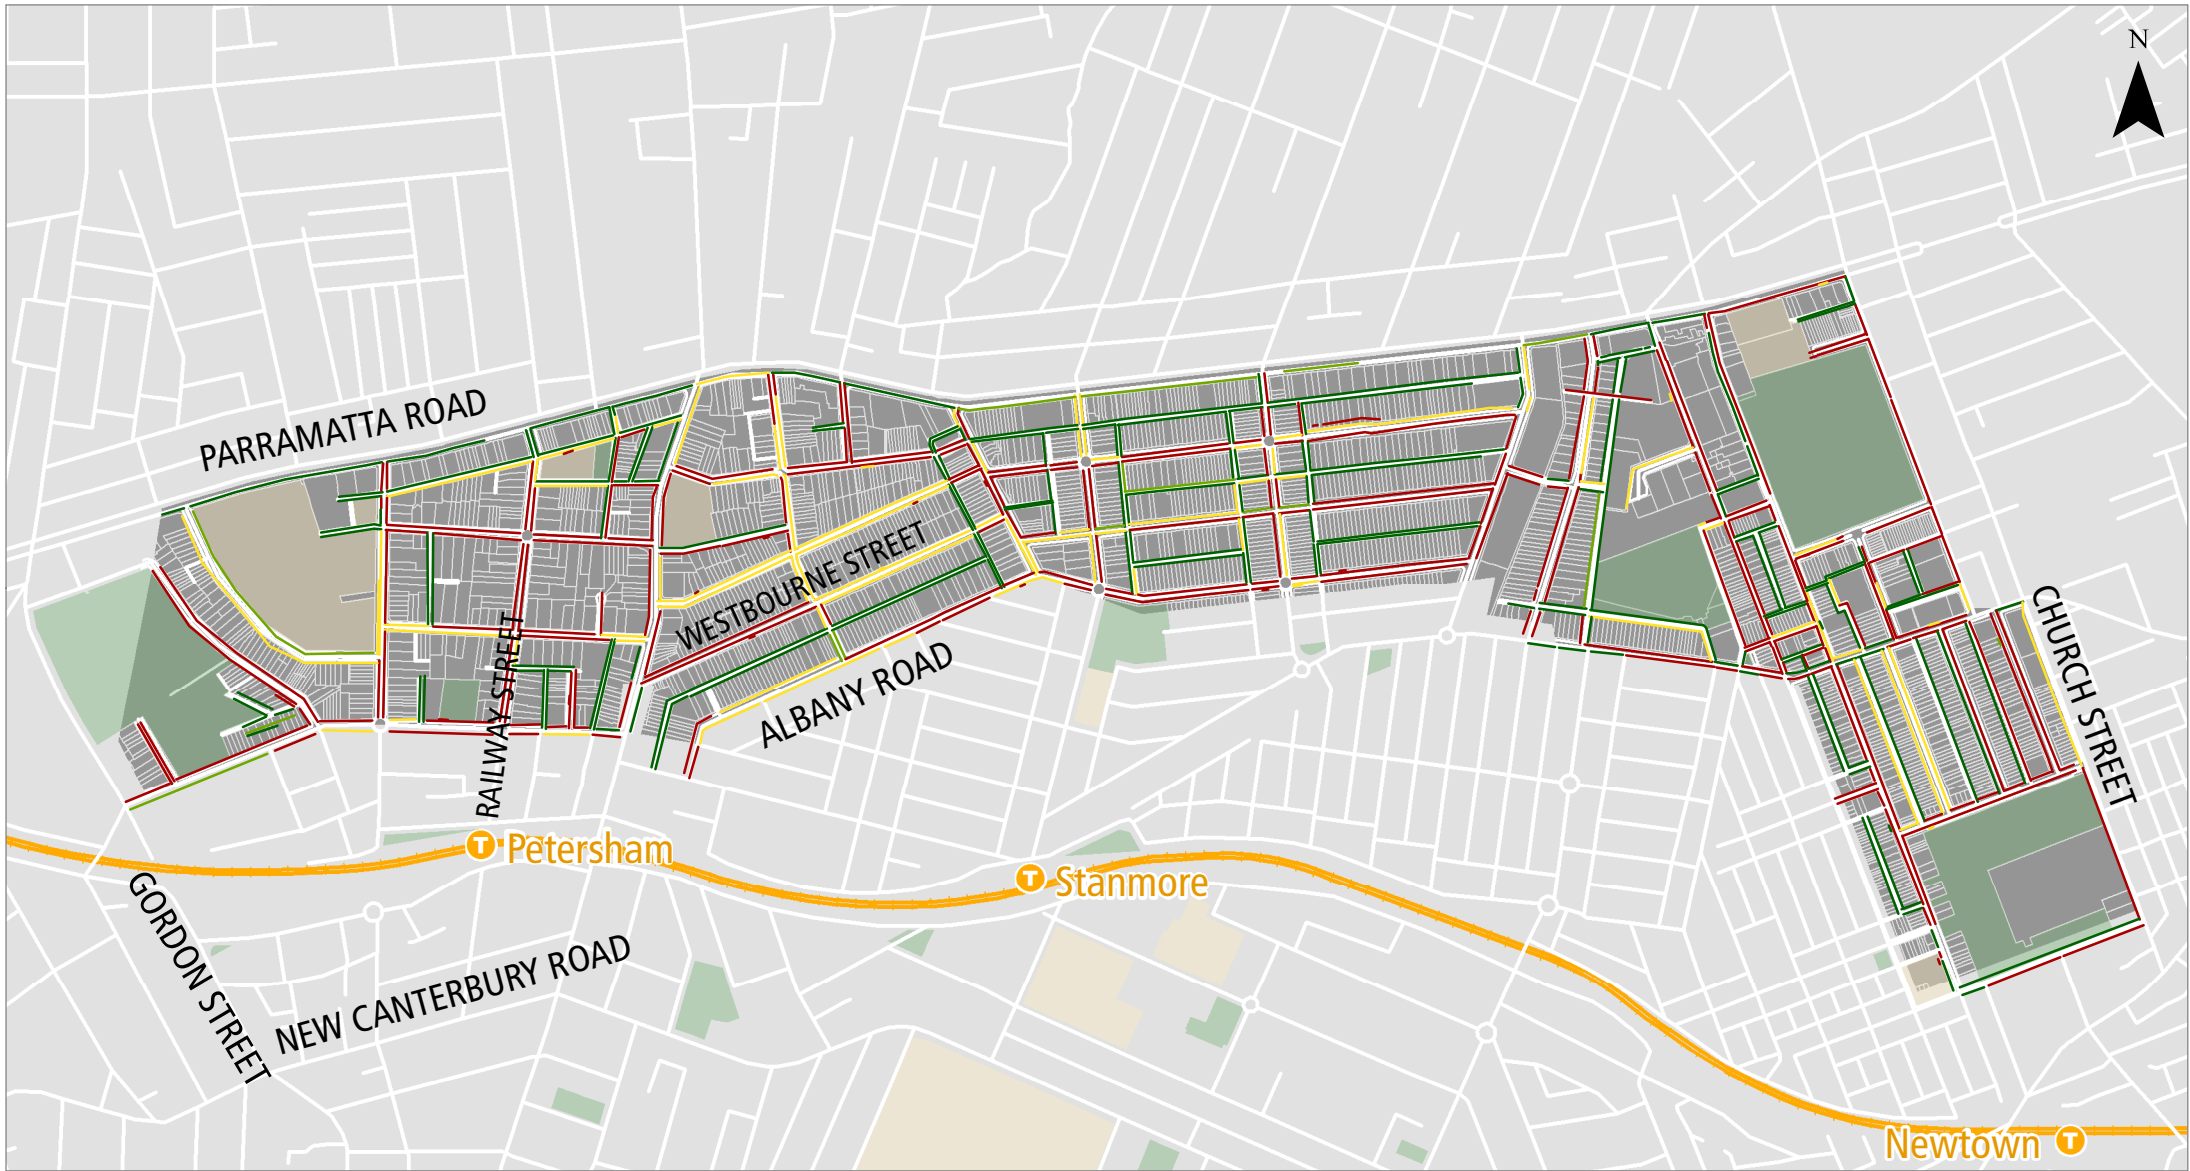 N
PARRAMATTA ROAD
WESTBOURNE STREET
RAILWAY STREET
ALBANY ROAD
CHURCH STREET
T Petersham
T Stanmore
GORDON STREET
NEW CANTERBURY ROAD
Newtown T